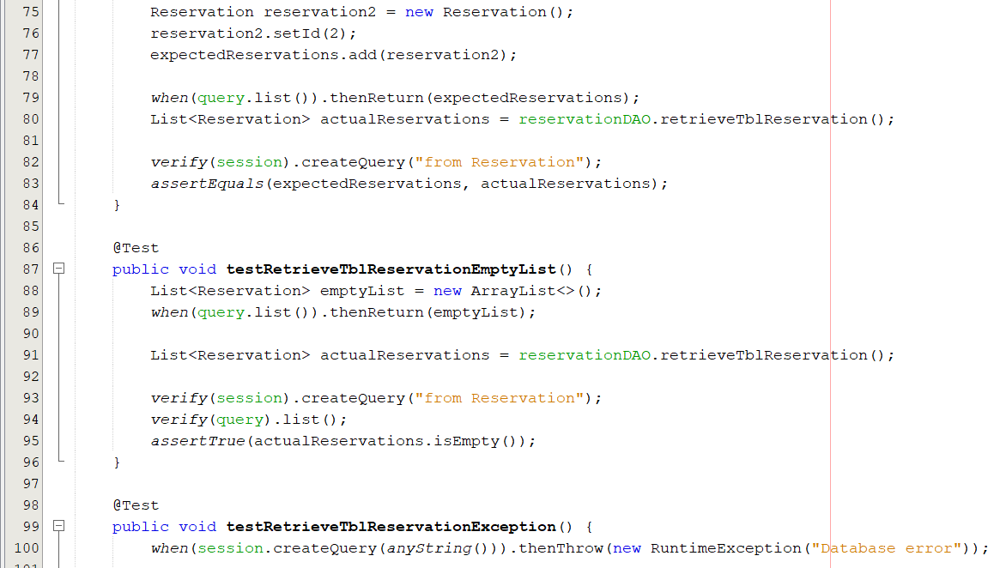 75 Reservation reservation2 = new Reservation();
76 reservation2.setId(2);
77 expectedReservations.add(reservation2);
78
79 when(query.list()).thenReturn(expectedReservations);
80 List<Reservation> actualReservations = reservationDAO.retrieveTblReservation();
81
82 verify(session).createQuery("from Reservation");
83 assertEquals(expectedReservations, actualReservations);
84 }
85
86 @Test
87 public void testRetrieveTblReservationEmptyList() {
88 List<Reservation> emptyList = new ArrayList<>();
89 when(query.list()).thenReturn(emptyList);
90
91 List<Reservation> actualReservations = reservationDAO.retrieveTblReservation();
92
93 verify(session).createQuery("from Reservation");
94 verify(query).list();
95 assertTrue(actualReservations.isEmpty());
96 }
97
98 @Test
99 public void testRetrieveTblReservationException() {
100 when(session.createQuery(anyString())).thenThrow(new RuntimeException("Database error"));